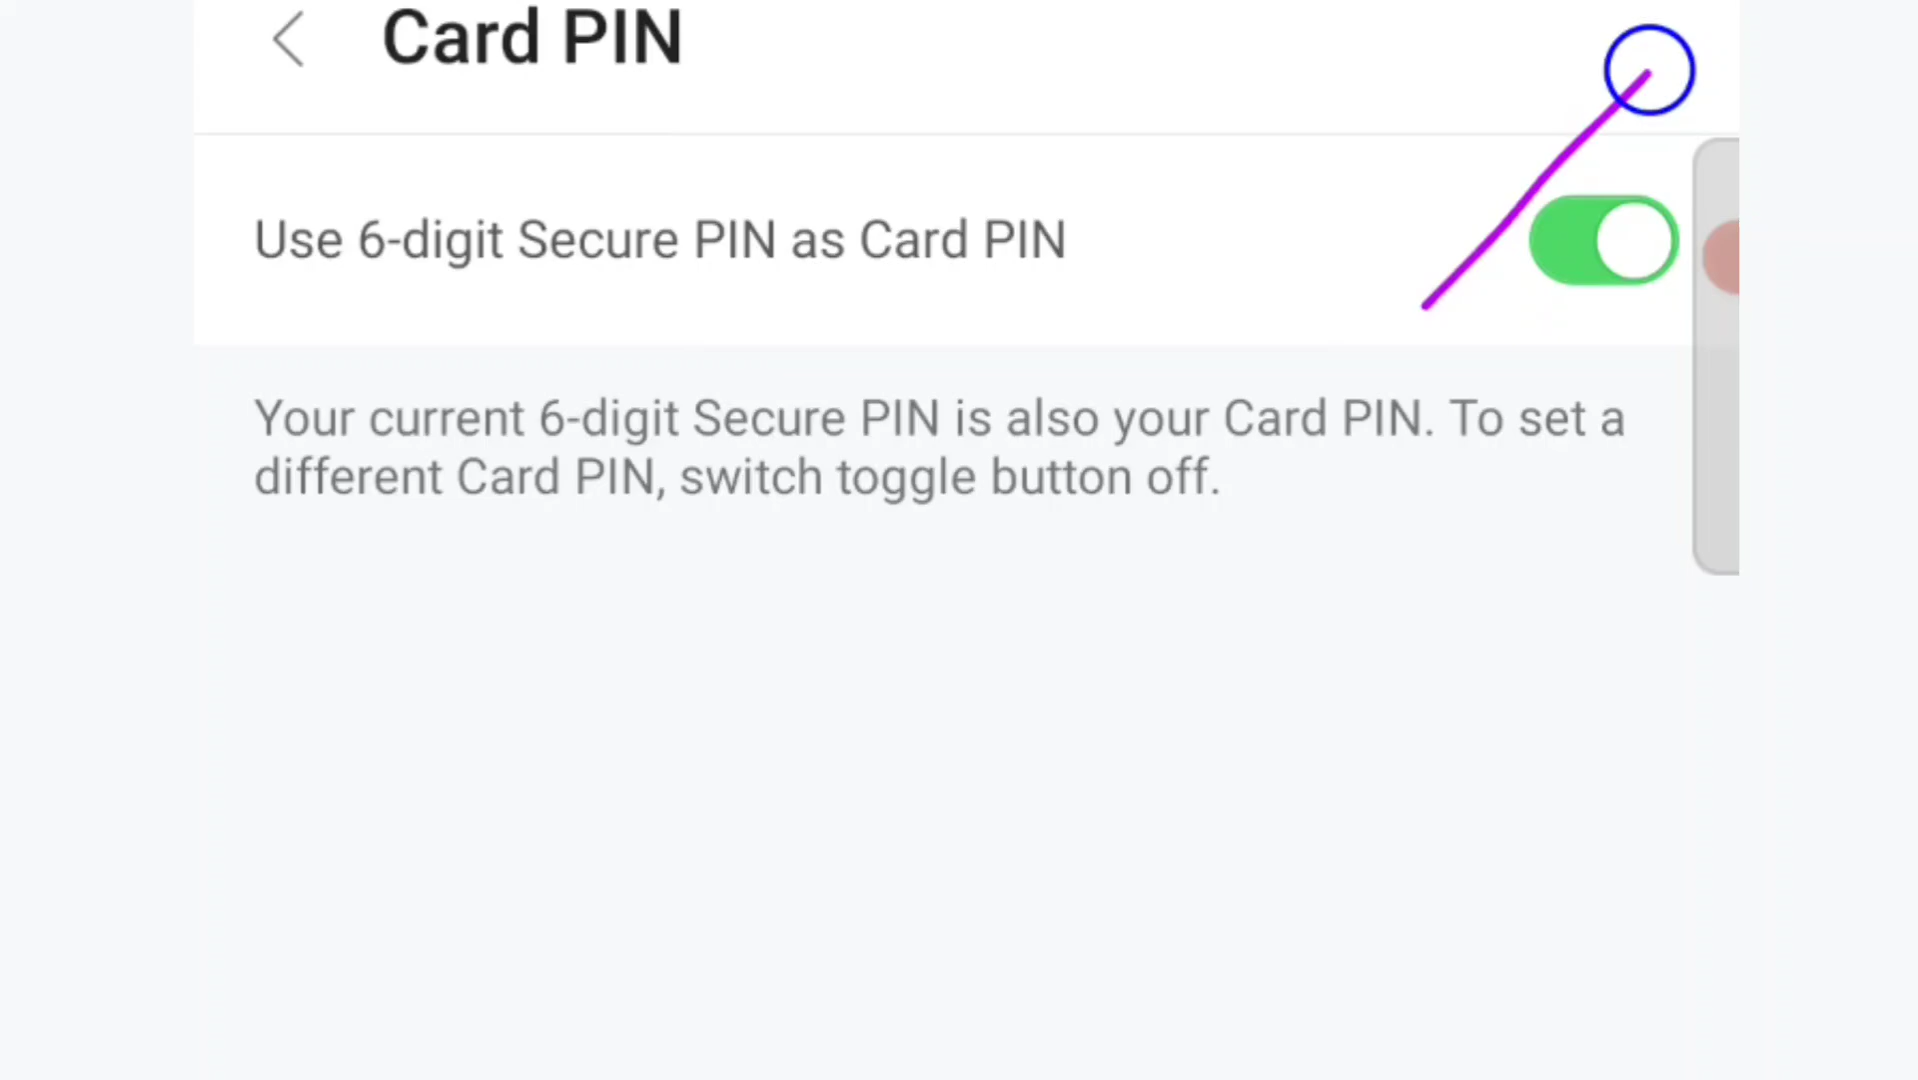 Card PIN
Use 6-digit Secure PIN as Card PIN
Your current 6-digit Secure PIN is also your Card PIN. To set a
different Card PIN, switch toggle button off.